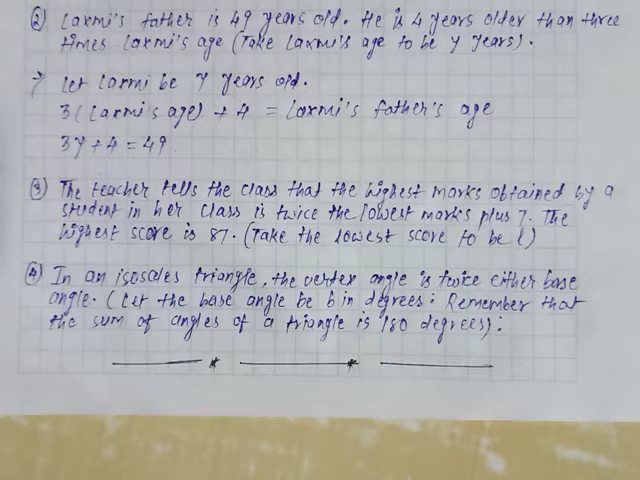 ② Laxmi's father is 49 years old. He is 4 years older than three
times Laxmi's age (Take Laxmi's age to be y years).
→ Let Laxmi be y years old.
3(Laxmi's age) + 4 = Laxmi's father's age
3y + 4 = 49
③ The teacher tells the class that the highest marks obtained by a
student in her class is twice the lowest marks plus 7. The
highest score is 87. (Take the lowest score to be l)
④ In an isosceles triangle, the vertex angle is twice either base
angle. (Let the base angle be b in degrees: Remember that
the sum of angles of a triangle is 180 degrees):